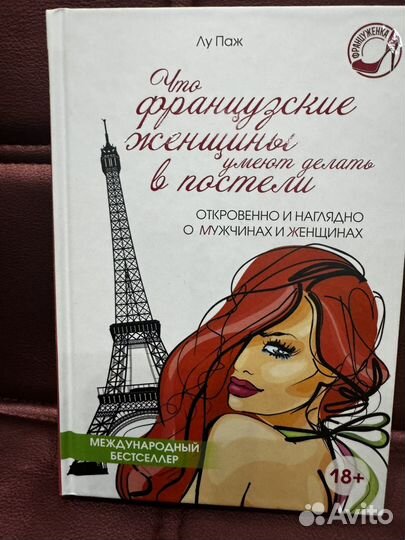 Лу Паж
ФРАНЦУЖЕНКА
Что
французские
женщины
умеют делать
в постели
ОТКРОВЕННО И НАГЛЯДНО
О МУЖЧИНАХ И ЖЕНЩИНАХ
МЕЖДУНАРОДНЫЙ
БЕСТСЕЛЛЕР
18+
Avito